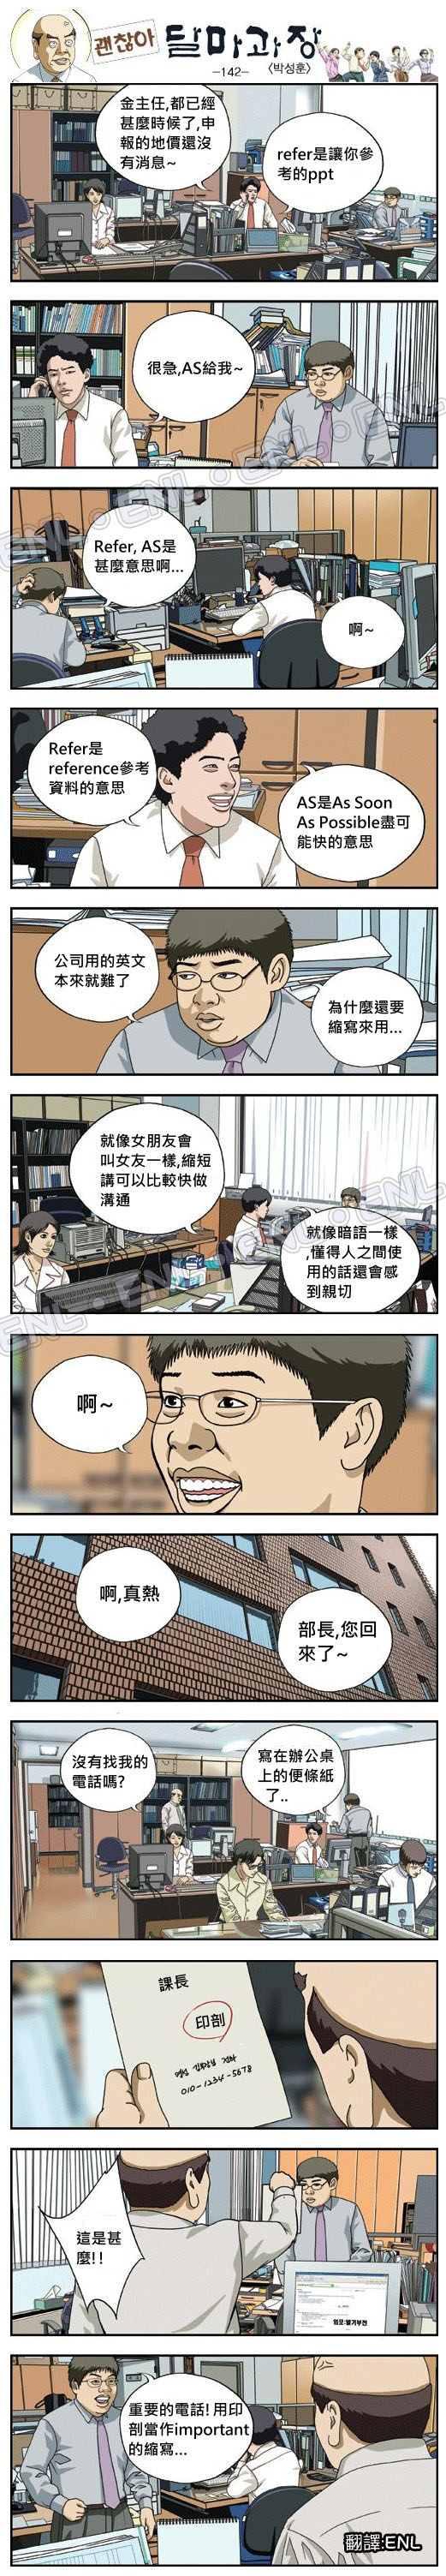 괜찮아 달마과장
-142- <박성훈>
金主任,都已經
甚麼時候了,申
報的地價還沒
有消息~
refer是讓你參
考的ppt
很急,AS給我~
Refer, AS是
甚麼意思啊...
啊~
Refer是
reference參考
資料的意思
AS是As Soon
As Possible盡可
能快的意思
公司用的英文
本來就難了
為什麼還要
縮寫來用...
就像女朋友會
叫女友一樣,縮短
講可以比較快做
溝通
就像暗語一樣
,懂得人之間使
用的話還會感
到親切
啊~
啊,真熱
部長,您回
來了~
沒有找我的
電話嗎?
寫在辦公桌
上的便條紙
了..
課長
印剖
010-1234-5678
這是甚
麼!!
임포:발기부전
重要的電話! 用印
剖當作important
的縮寫...
翻譯:ENL